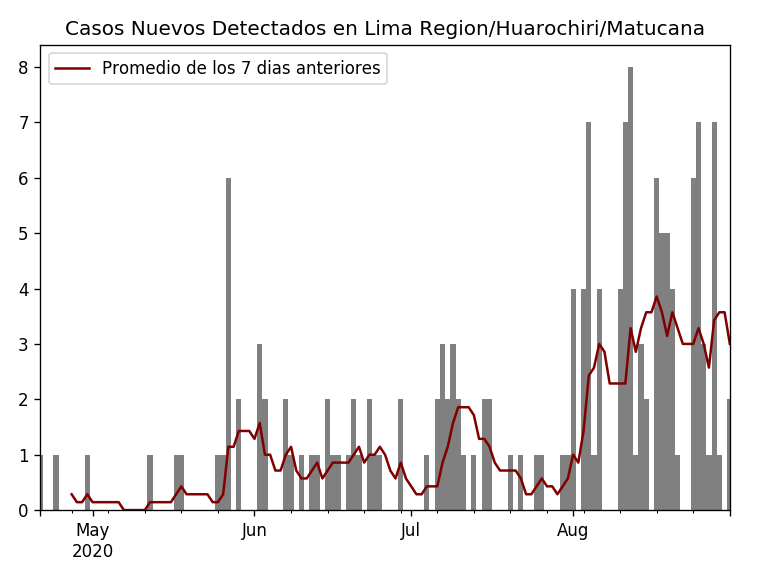 Casos Nuevos Detectados en Lima Region/Huarochiri/Matucana
Promedio de los 7 dias anteriores
8
7
6
5
4
3
2
1
0
May
2020
Jun
Jul
Aug